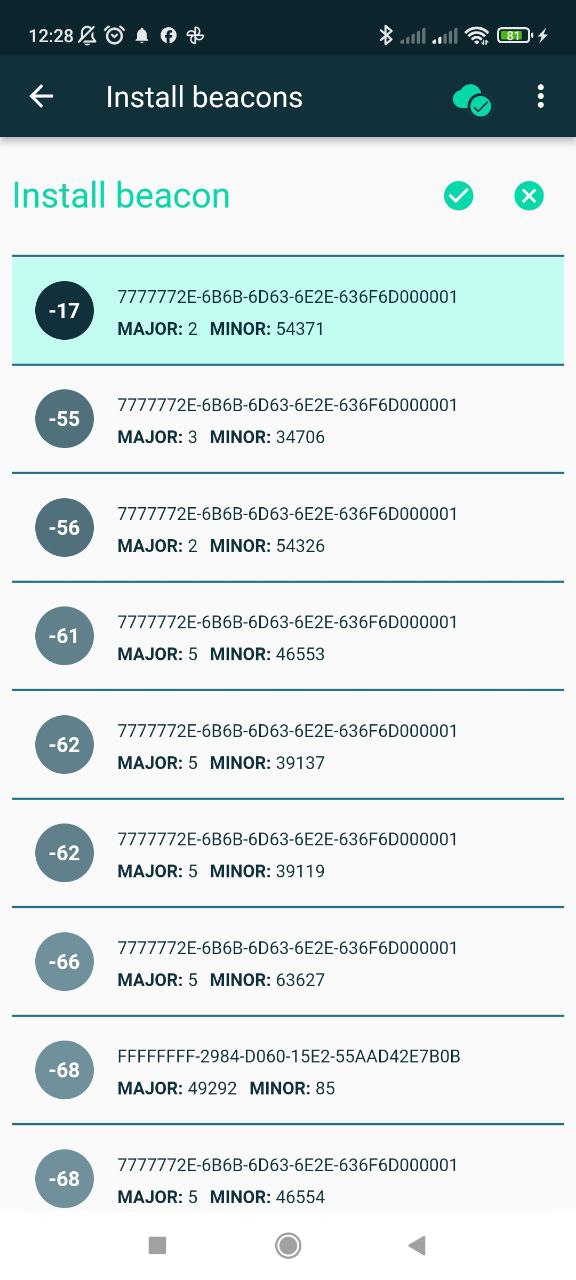 12:28
81
Install beacons
Install beacon
-17
7777772E-6B6B-6D63-6E2E-636F6D000001
MAJOR: 2 MINOR: 54371
-55
7777772E-6B6B-6D63-6E2E-636F6D000001
MAJOR: 3 MINOR: 34706
-56
7777772E-6B6B-6D63-6E2E-636F6D000001
MAJOR: 2 MINOR: 54326
-61
7777772E-6B6B-6D63-6E2E-636F6D000001
MAJOR: 5 MINOR: 46553
-62
7777772E-6B6B-6D63-6E2E-636F6D000001
MAJOR: 5 MINOR: 39137
-62
7777772E-6B6B-6D63-6E2E-636F6D000001
MAJOR: 5 MINOR: 39119
-66
7777772E-6B6B-6D63-6E2E-636F6D000001
MAJOR: 5 MINOR: 63627
-68
FFFFFFFF-2984-D060-15E2-55AAD42E7B0B
MAJOR: 49292 MINOR: 85
-68
7777772E-6B6B-6D63-6E2E-636F6D000001
MAJOR: 5 MINOR: 46554